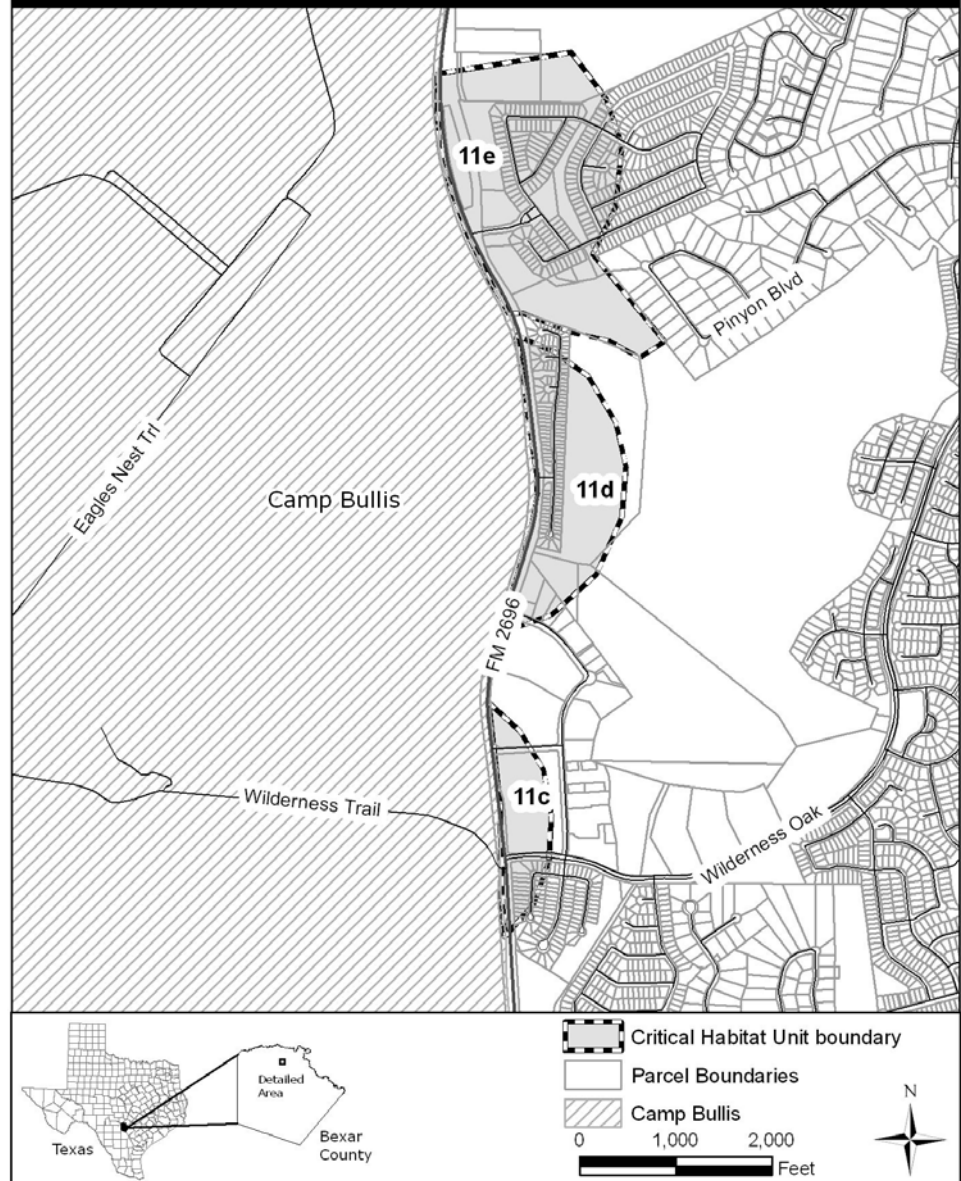 11e
Pinyon Blvd
Eagles Nest Trl
Camp Bullis
11d
FM 2696
11c
Wilderness Trail
Wilderness Oak
Texas
Detailed
Area
Bexar
County
Critical Habitat Unit boundary
Parcel Boundaries
Camp Bullis
0 1,000 2,000
Feet
N